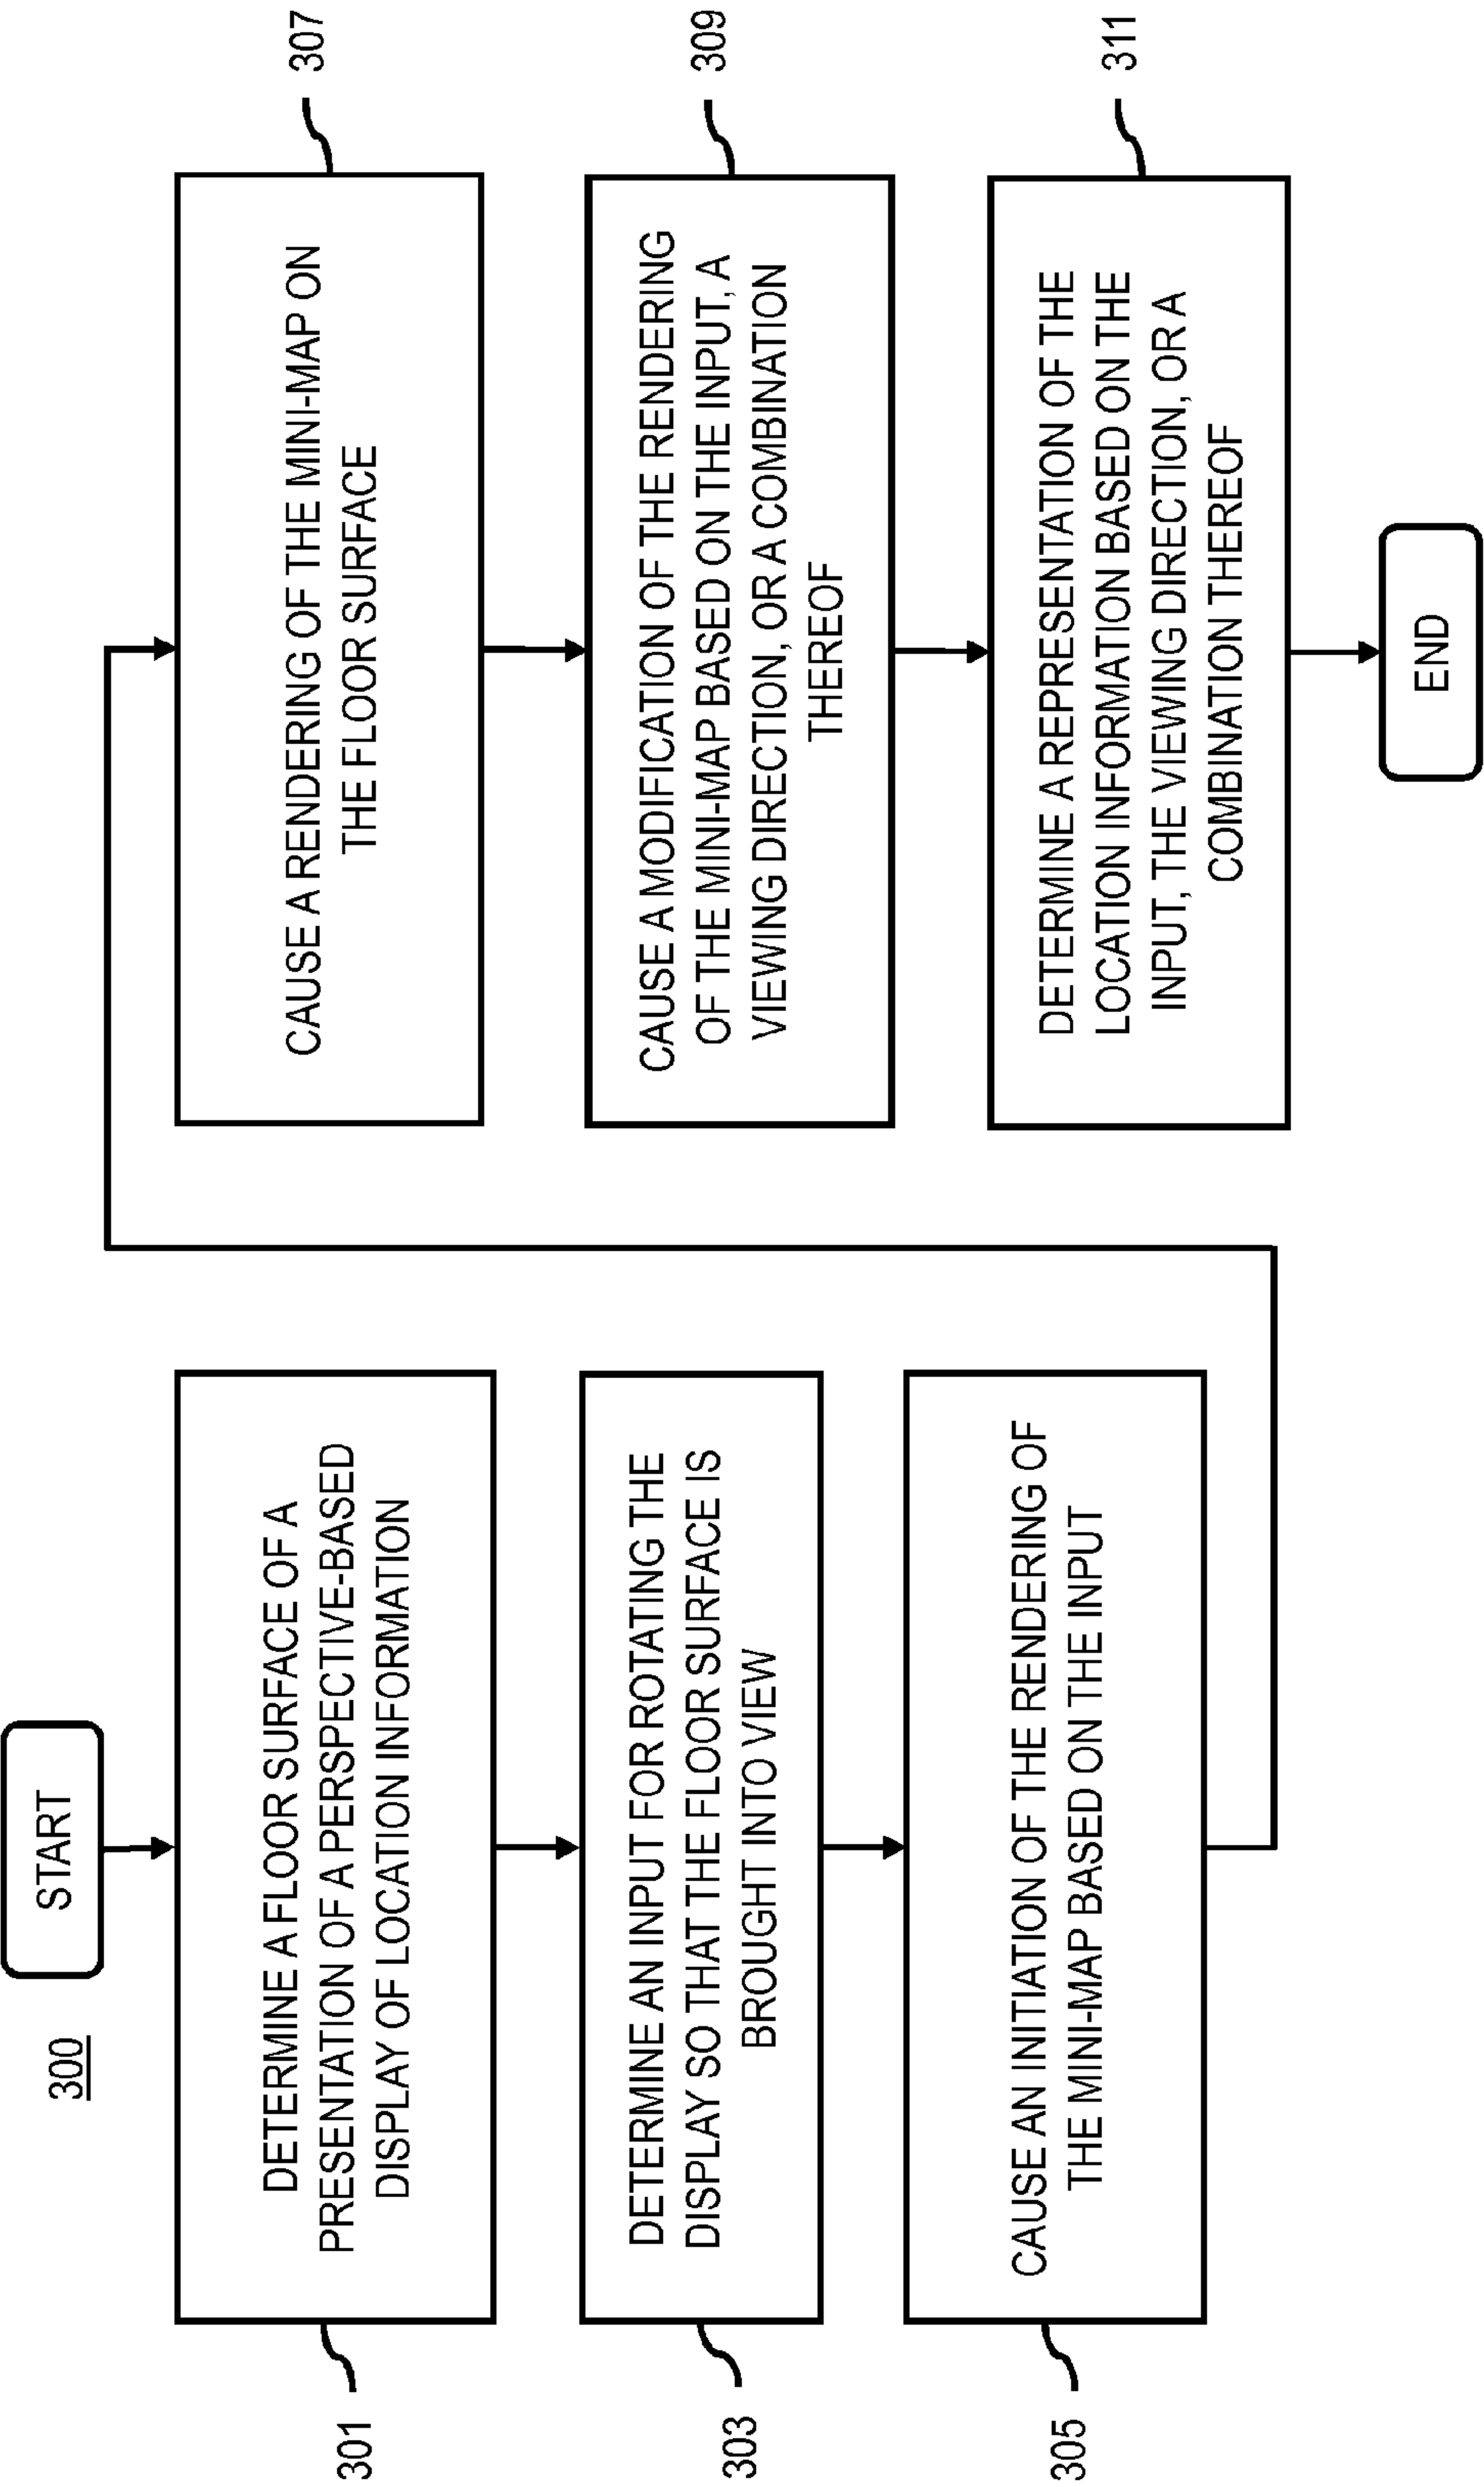 300
START
DETERMINE A FLOOR SURFACE OF A
PRESENTATION OF A PERSPECTIVE-BASED
DISPLAY OF LOCATION INFORMATION
301
DETERMINE AN INPUT FOR ROTATING THE
DISPLAY SO THAT THE FLOOR SURFACE IS
BROUGHT INTO VIEW
303
CAUSE AN INITIATION OF THE RENDERING OF
THE MINI-MAP BASED ON THE INPUT
305
CAUSE A RENDERING OF THE MINI-MAP ON
THE FLOOR SURFACE
307
CAUSE A MODIFICATION OF THE RENDERING
OF THE MINI-MAP BASED ON THE INPUT, A
VIEWING DIRECTION, OR A COMBINATION
THEREOF
309
DETERMINE A REPRESENTATION OF THE
LOCATION INFORMATION BASED ON THE
INPUT, THE VIEWING DIRECTION, OR A
COMBINATION THEREOF
311
END